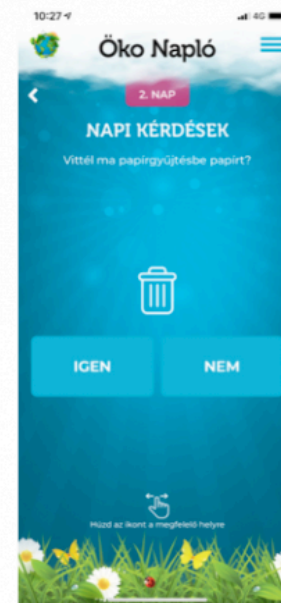 10:27
4G
Öko Napló
2. NAP
NAPI KÉRDÉSEK
Vittél ma papírgyűjtésbe papírt?
IGEN
NEM
Húzd az ikont a megfelelő helyre